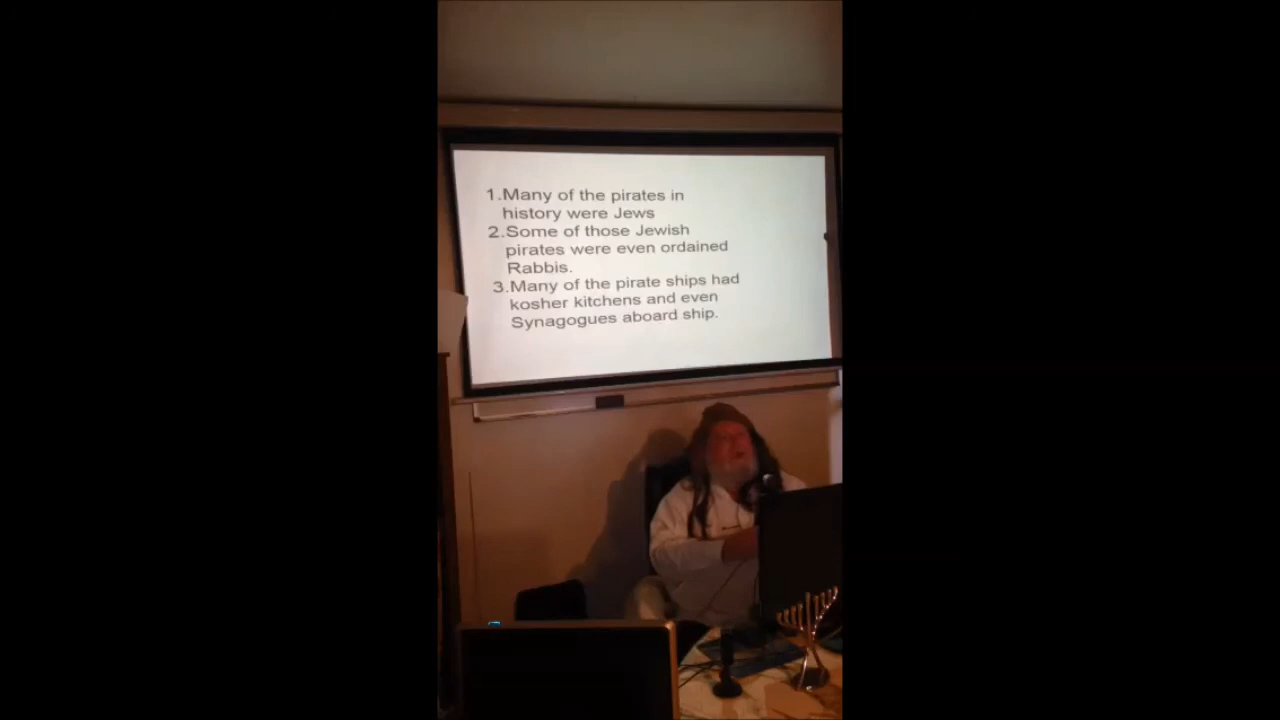 1.Many of the pirates in
history were Jews
2.Some of those Jewish
pirates were even ordained
Rabbis.
3.Many of the pirate ships had
kosher kitchens and even
Synagogues aboard ship.